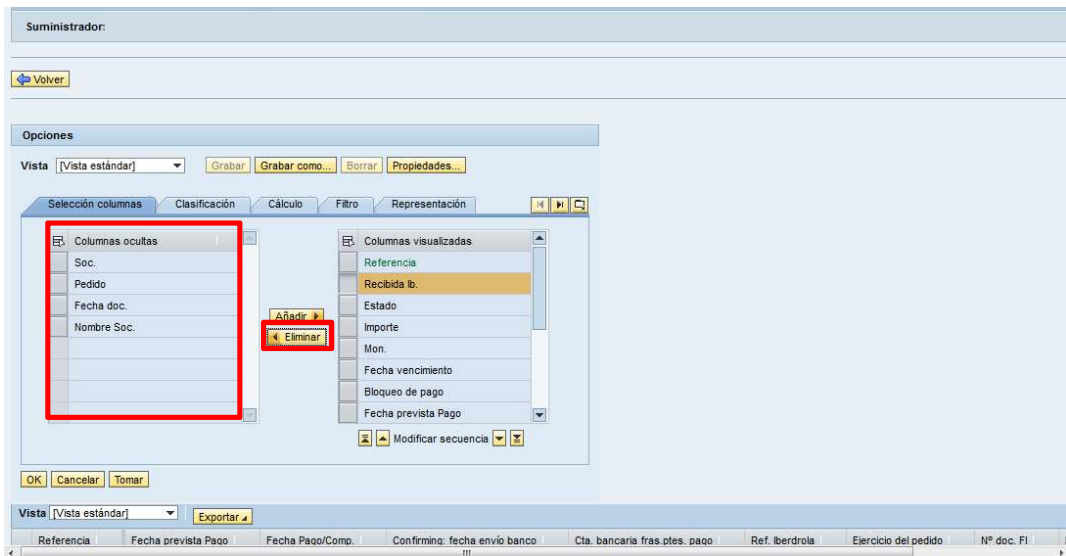 Suministrador:
Volver
Opciones
Vista [Vista estándar] Grabar Grabar como... Borrar Propiedades...
Selección columnas Clasificación Cálculo Filtro Representación
Columnas ocultas
Soc.
Pedido
Fecha doc.
Nombre Soc.
Añadir
Eliminar
Columnas visualizadas
Referencia
Recibida Ib.
Estado
Importe
Mon.
Fecha vencimiento
Bloqueo de pago
Fecha prevista Pago
Modificar secuencia
OK Cancelar Tomar
Vista [Vista estándar] Exportar
Referencia Fecha prevista Pago Fecha Pago/Comp. Confirming: fecha envío banco Cta. bancaria fras.ptes. pago Ref. Iberdrola Ejercicio del pedido Nº doc. FI